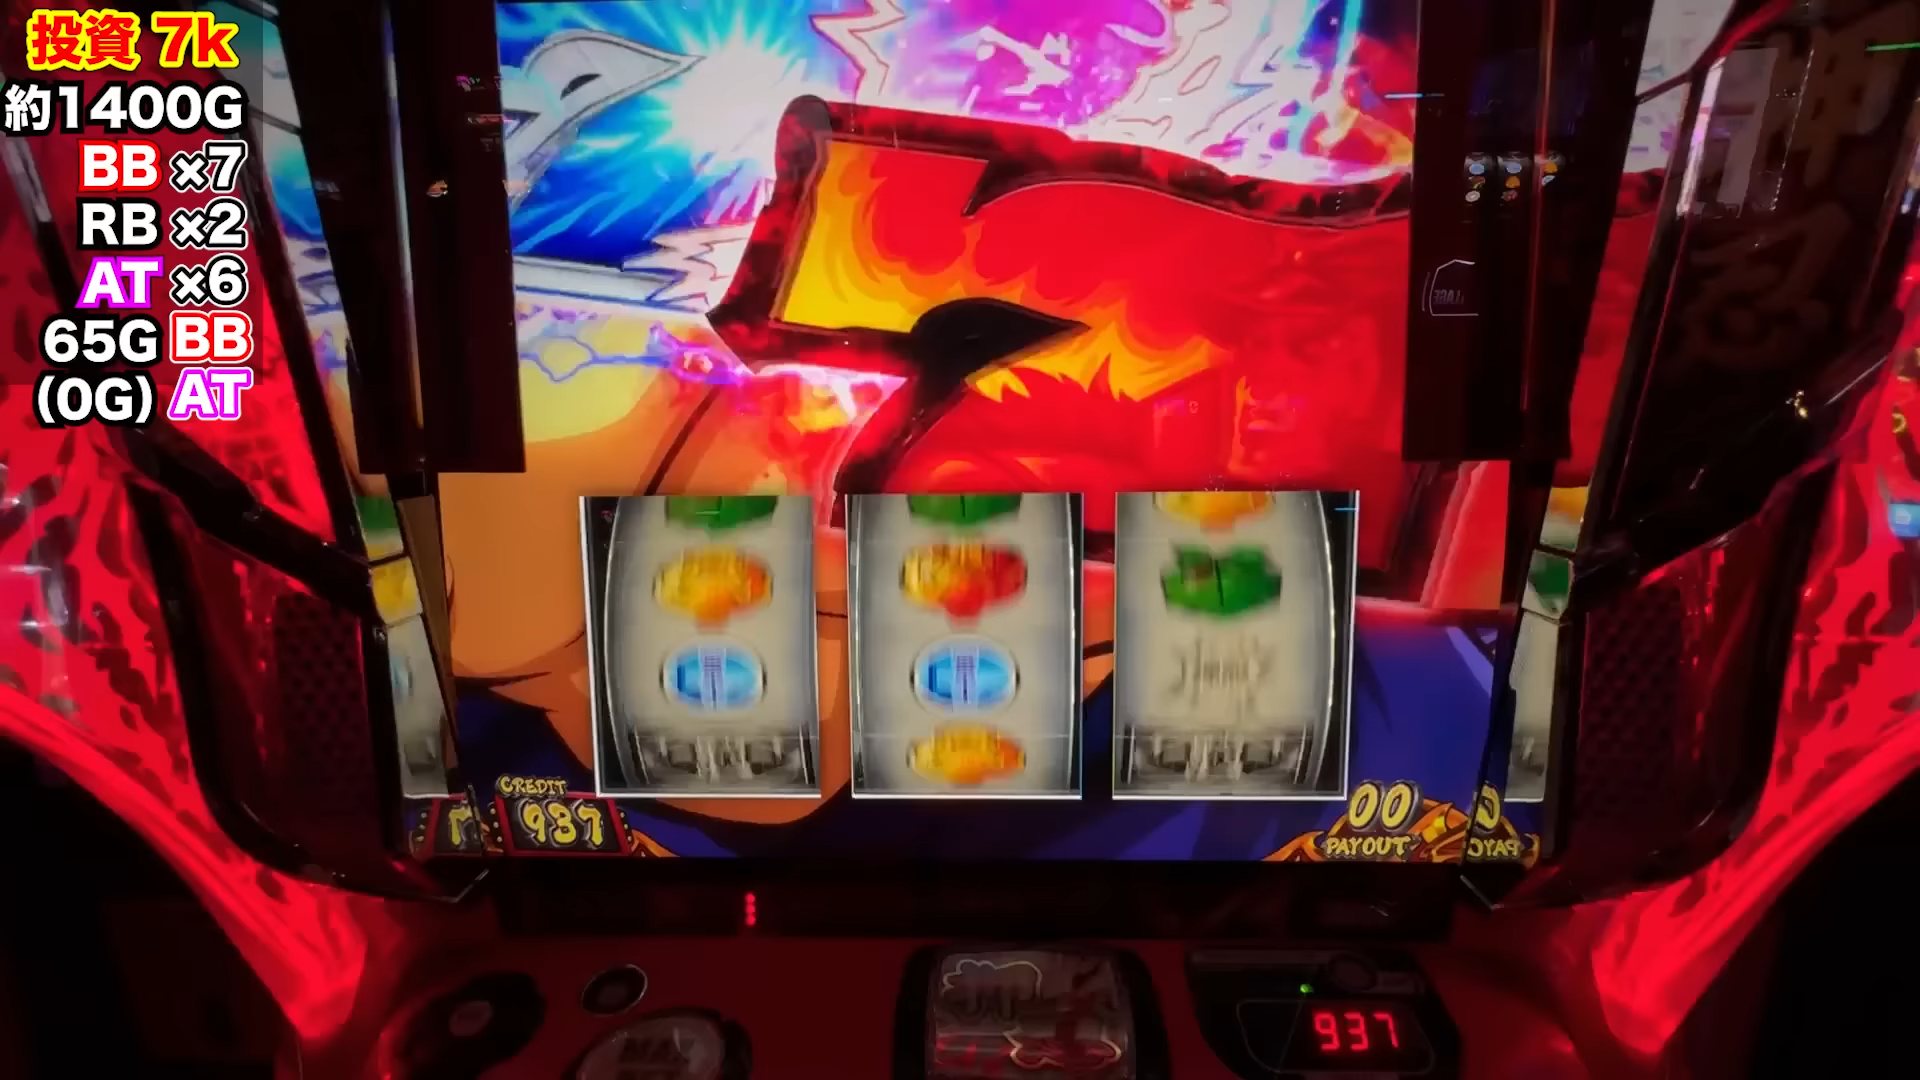 投資 7k
約1400G
BB ×7
RB ×2
AT ×6
65G BB
(0G) AT
CREDIT
937
00
PAYOUT
937